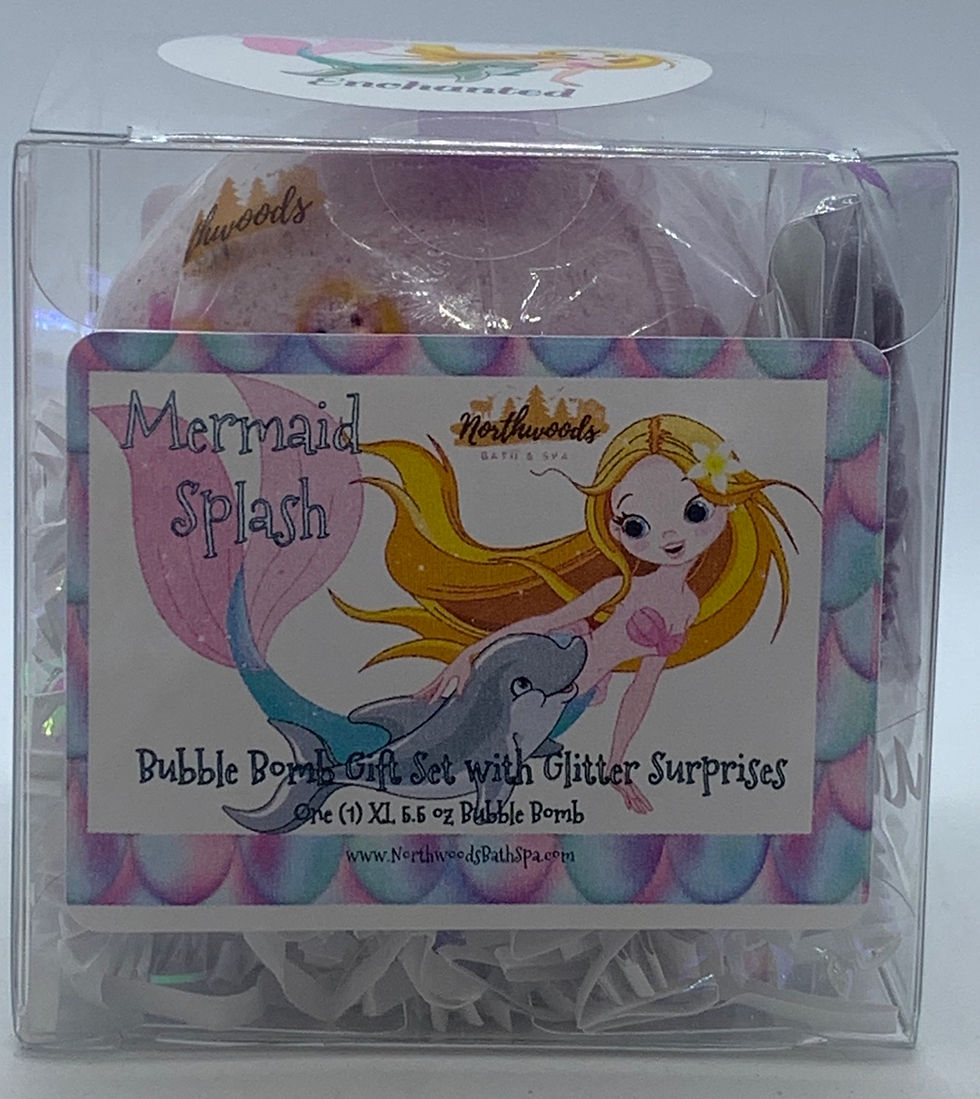 Enchanted
Mermaid
Splash
Northwoods
BATH & SPA
Bubble Bomb Gift Set with Glitter Surprises
One (1) XL 5.5 oz Bubble Bomb
www.NorthwoodsBathSpa.com